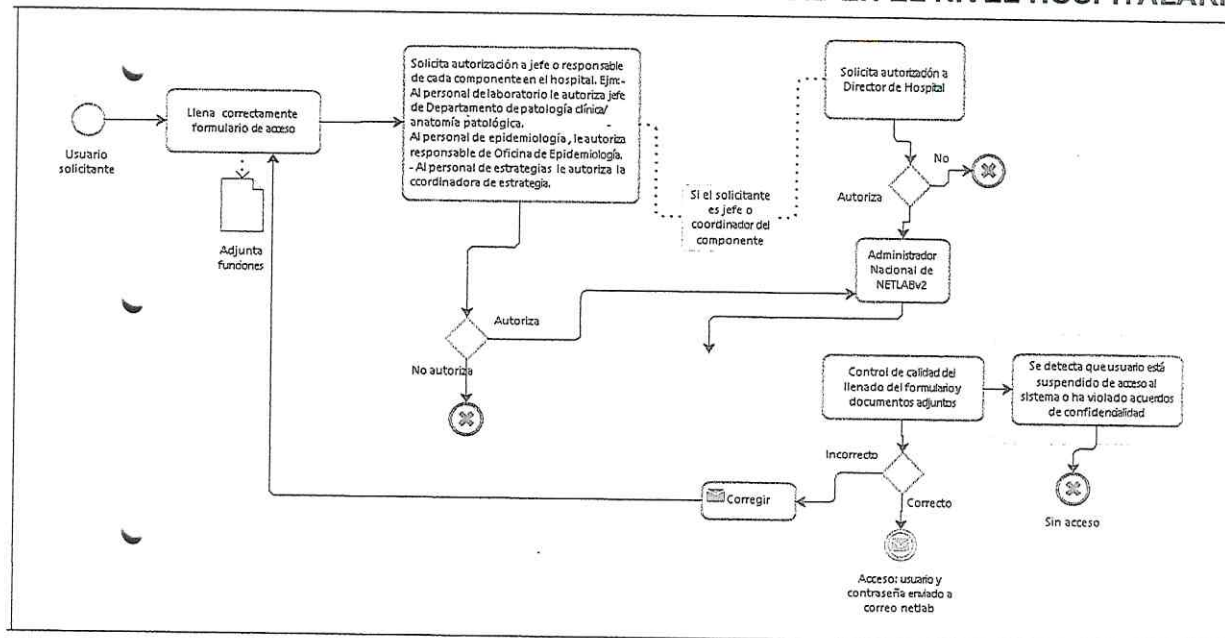 EN EL NIVEL HOSPITALARI
Usuario
solicitante
Llena correctamente
formulario de acceso
Adjunta
funciones
Solicita autorización a jefe o responsable
de cada componente en el hospital. Ejm:-
Al personal de laboratorio le autoriza jefe
de Departamento de patología clínica/
anatomía patológica.
Al personal de epidemiología, le autoriza
responsable de Oficina de Epidemiología.
- Al personal de estrategias le autoriza la
ccordinadora de estrategia.
Si el solicitante
es jefe o
coordinador del
componente
Solicita autorización a
Director de Hospital
No
Autoriza
Administrador
Nacional de
NETLABv2
Autoriza
No autoriza
Control de calidad del
llenado del formulario y
documentos adjuntos
Se detecta que usuario está
suspendido de acceso al
sistema o ha violado acuerdos
de confidencialidad
Incorrecto
Corregir
Correcto
Sin acceso
Acceso: usuario y
contraseña enviado a
correo netlab